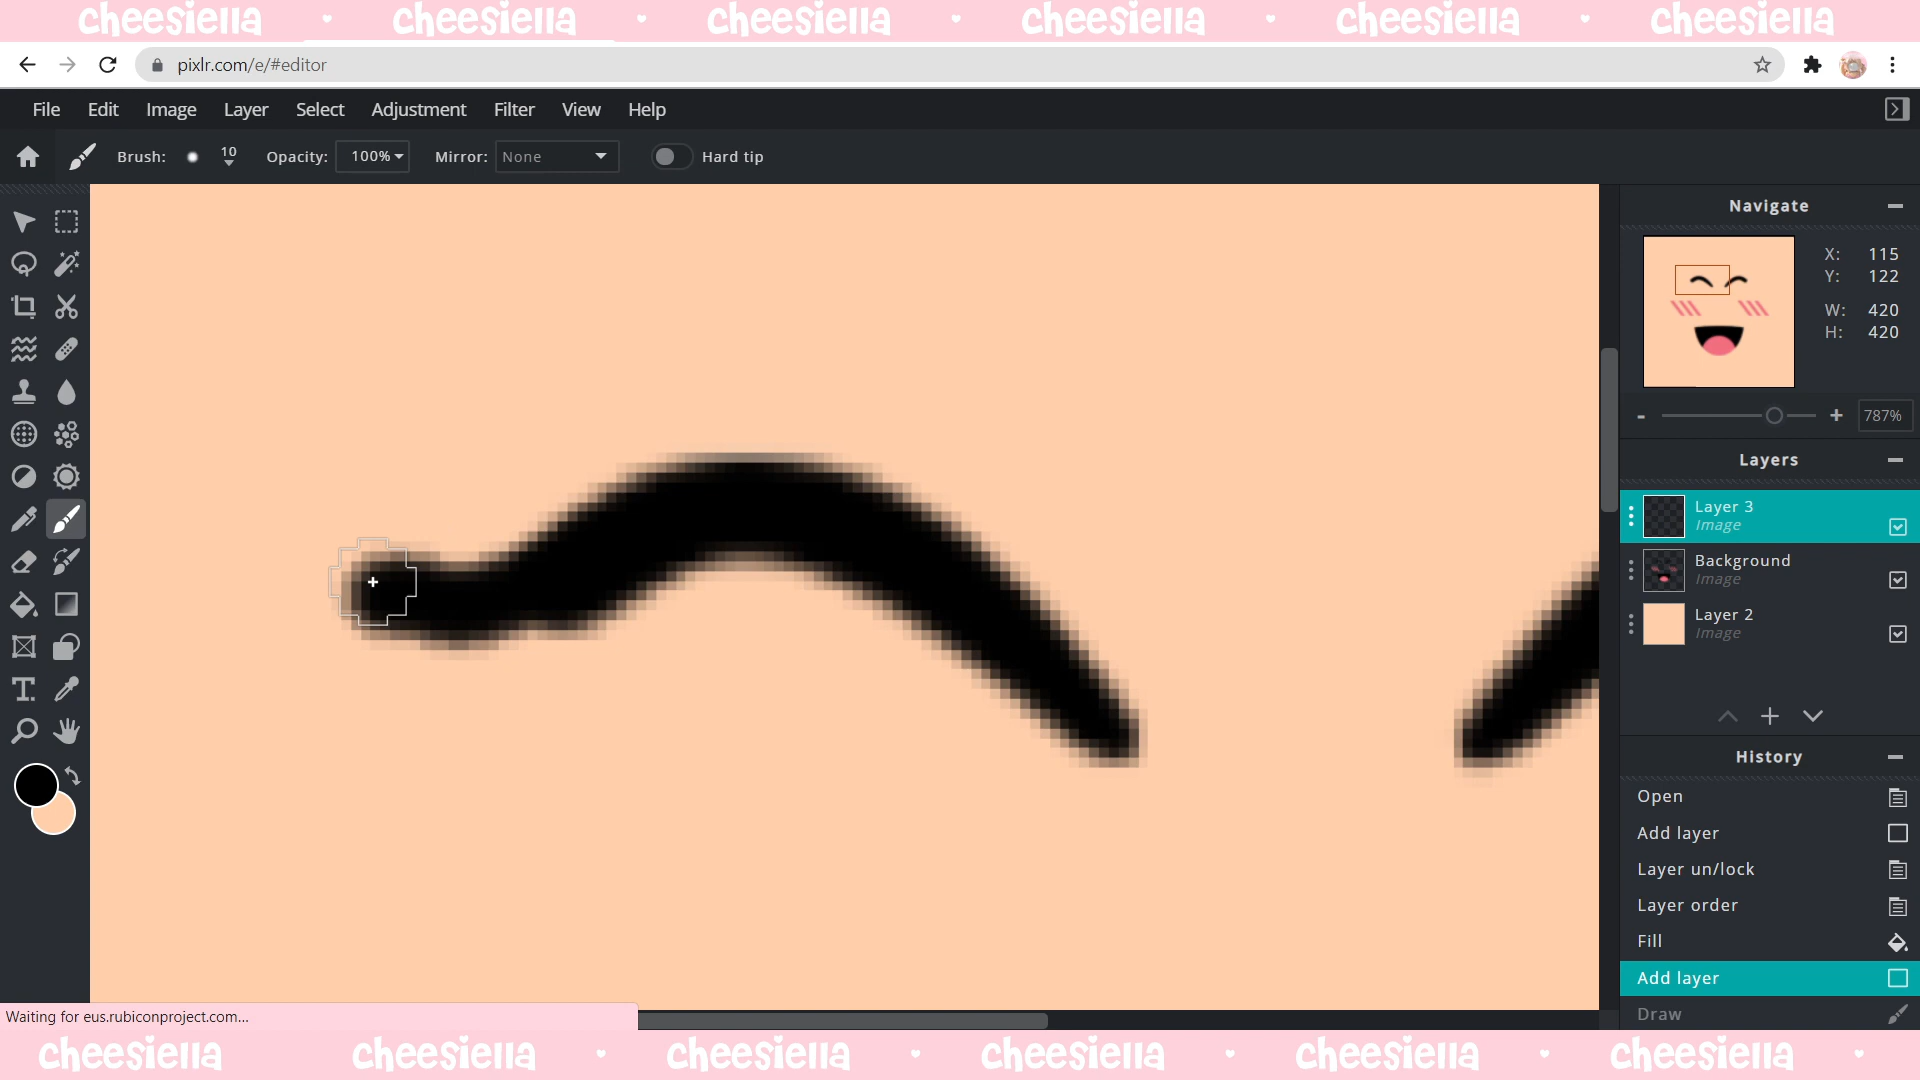 cheesiella cheesiella cheesiella cheesiella cheesiella cheesiella
pixlr.com/e/#editor
File Edit Image Layer Select Adjustment Filter View Help
Brush: 10 Opacity: 100% Mirror: None Hard tip
Navigate
X: 115
Y: 122
W: 420
H: 420
- + 787%
Layers
Layer 3
Image
Background
Image
Layer 2
Image
History
Open
Add layer
Layer un/lock
Layer order
Fill
Add layer
Draw
Waiting for eus.rubiconproject.com...
cheesiella cheesiella cheesiella cheesiella cheesiella cheesiella